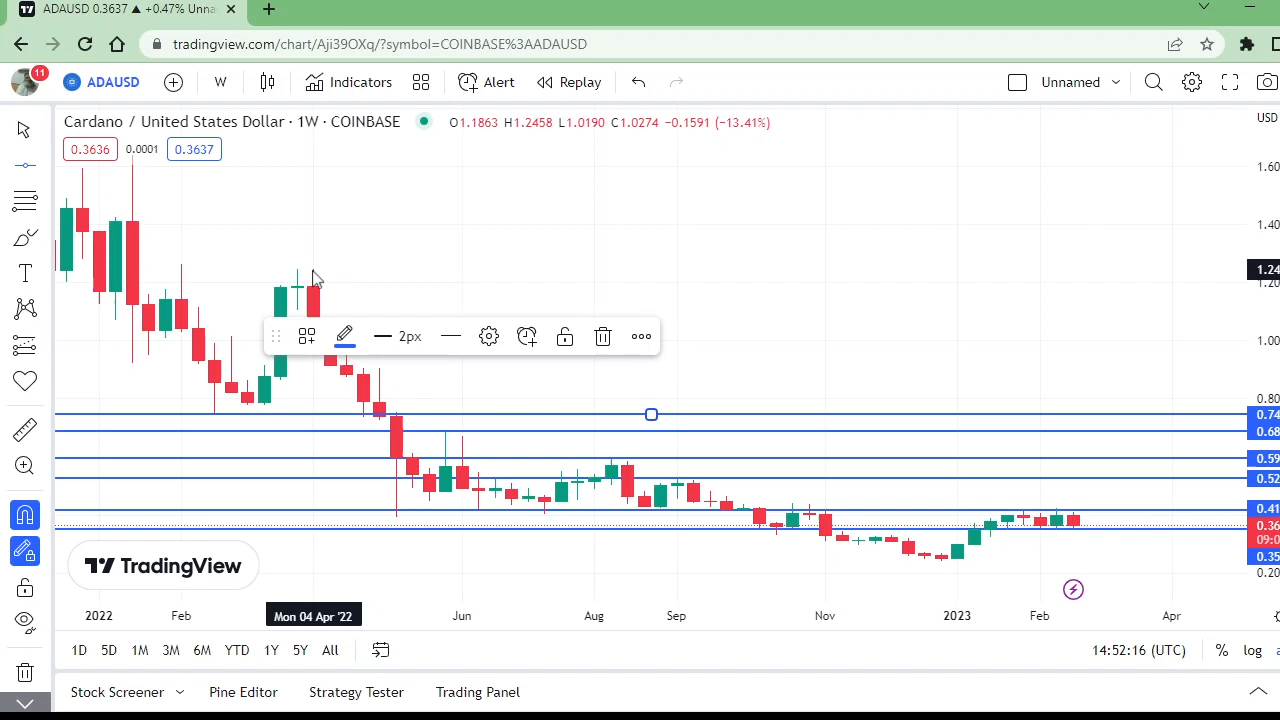 ADAUSD 0.3637 ▲ +0.47% Unna
tradingview.com/chart/Aji39OXq/?symbol=COINBASE%3AADAUSD
11
ADAUSD
W
Indicators
Alert
Replay
Unnamed
Cardano / United States Dollar · 1W · COINBASE
O1.1863 H1.2458 L1.0190 C1.0274 −0.1591 (−13.41%)
USD
0.3636
0.0001
0.3637
1.60
1.40
1.24
1.20
2px
1.00
0.80
0.74
0.68
0.59
0.52
0.41
0.36
09:0
0.35
0.20
TradingView
2022
Feb
Mon 04 Apr '22
Jun
Aug
Sep
Nov
2023
Feb
Apr
1D
5D
1M
3M
6M
YTD
1Y
5Y
All
14:52:16 (UTC)
%
log
a
Stock Screener
Pine Editor
Strategy Tester
Trading Panel